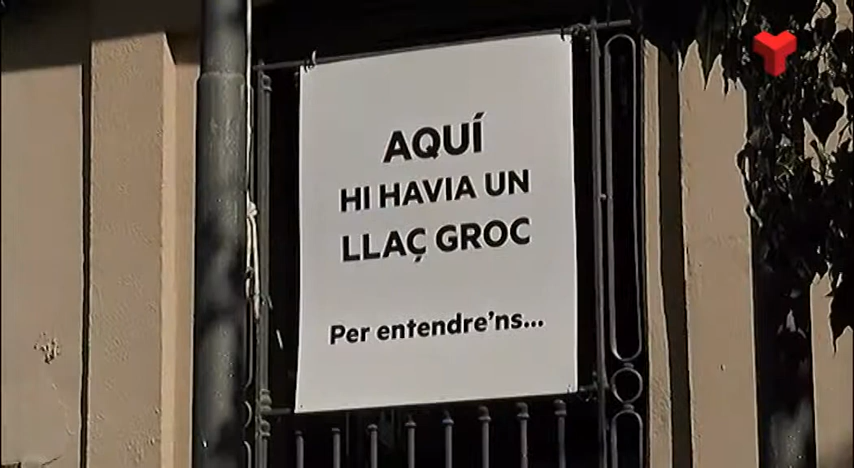 AQUÍ
HI HAVIA UN
LLAÇ GROC
Per entendre'ns...